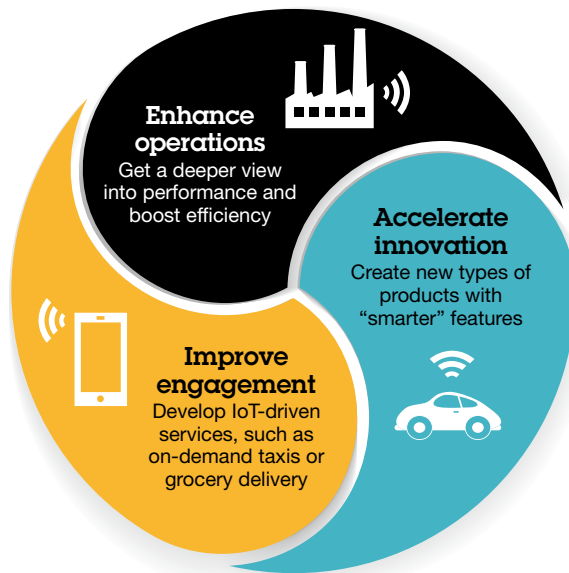 Enhance
operations
Get a deeper view
into performance and
boost efficiency
Accelerate
innovation
Create new types of
products with
“smarter” features
Improve
engagement
Develop IoT-driven
services, such as
on-demand taxis or
grocery delivery